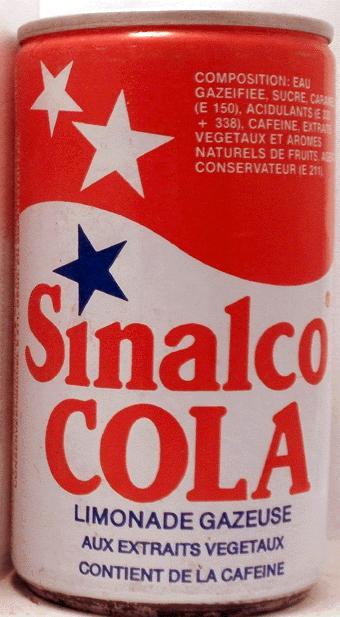 COMPOSITION: EAU
GAZEIFIEE, SUCRE,
(E 150), ACIDULANTS (E
+ 338), CAFEINE,
VEGETAUX ET AROMES
NATURELS DE FRUITS,
CONSERVATEUR (E 211)
Sinalco
COLA
LIMONADE GAZEUSE
AUX EXTRAITS VEGETAUX
CONTIENT DE LA CAFEINE